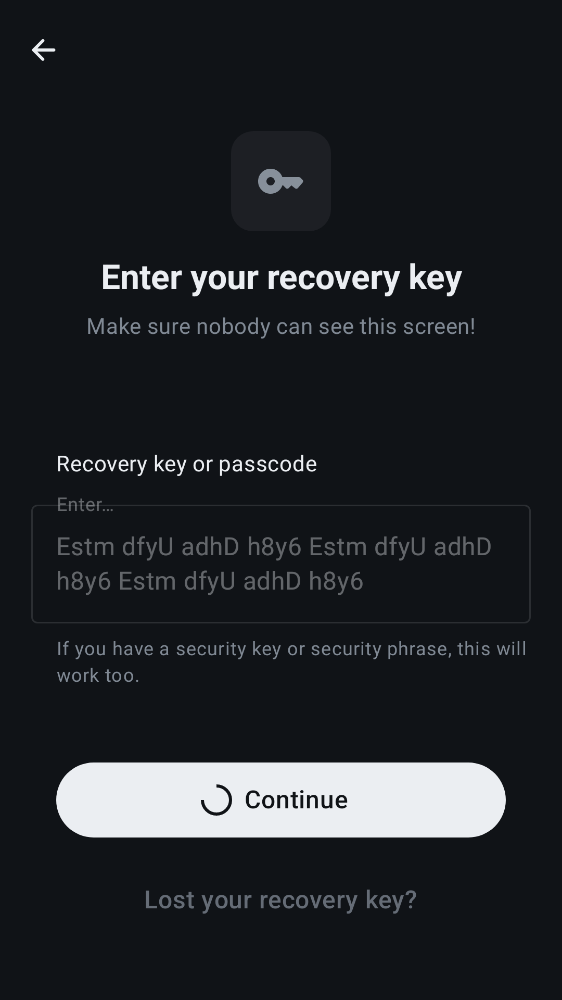 Enter your recovery key
Make sure nobody can see this screen!
Recovery key or passcode
Enter…
Estm dfyU adhD h8y6 Estm dfyU adhD
h8y6 Estm dfyU adhD h8y6
If you have a security key or security phrase, this will
work too.
Continue
Lost your recovery key?